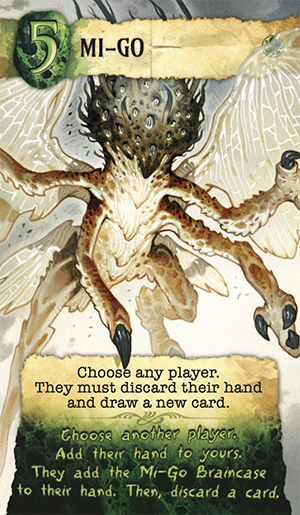 5 MI-GO
Choose any player.
They must discard their hand
and draw a new card.
Choose another player.
Add their hand to yours.
They add the Mi-Go Braincase
to their hand. Then, discard a card.